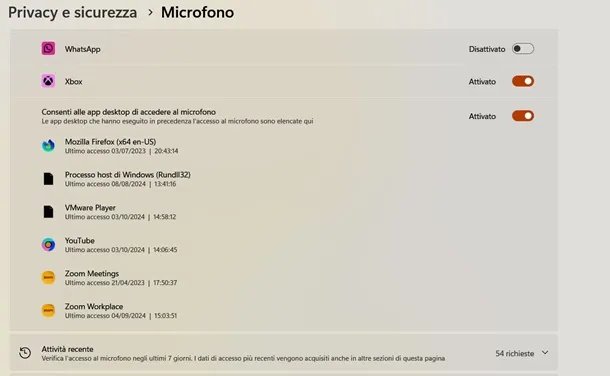 Privacy e sicurezza > Microfono
WhatsApp Disattivato
Xbox Attivato
Consenti alle app desktop di accedere al microfono Attivato
Le app desktop che hanno eseguito in precedenza l'accesso al microfono sono elencate qui
Mozilla Firefox (x64 en-US)
Ultimo accesso 03/07/2023 | 20:43:14
Processo host di Windows (Rundll32)
Ultimo accesso 08/08/2024 | 13:41:16
VMware Player
Ultimo accesso 03/10/2024 | 14:58:12
YouTube
Ultimo accesso 03/10/2024 | 14:06:45
Zoom Meetings
Ultimo accesso 21/04/2023 | 17:50:37
Zoom Workplace
Ultimo accesso 04/09/2024 | 15:03:51
Attività recente 54 richieste
Verifica l'accesso al microfono negli ultimi 7 giorni. I dati di accesso più recenti vengono acquisiti anche in altre sezioni di questa pagina